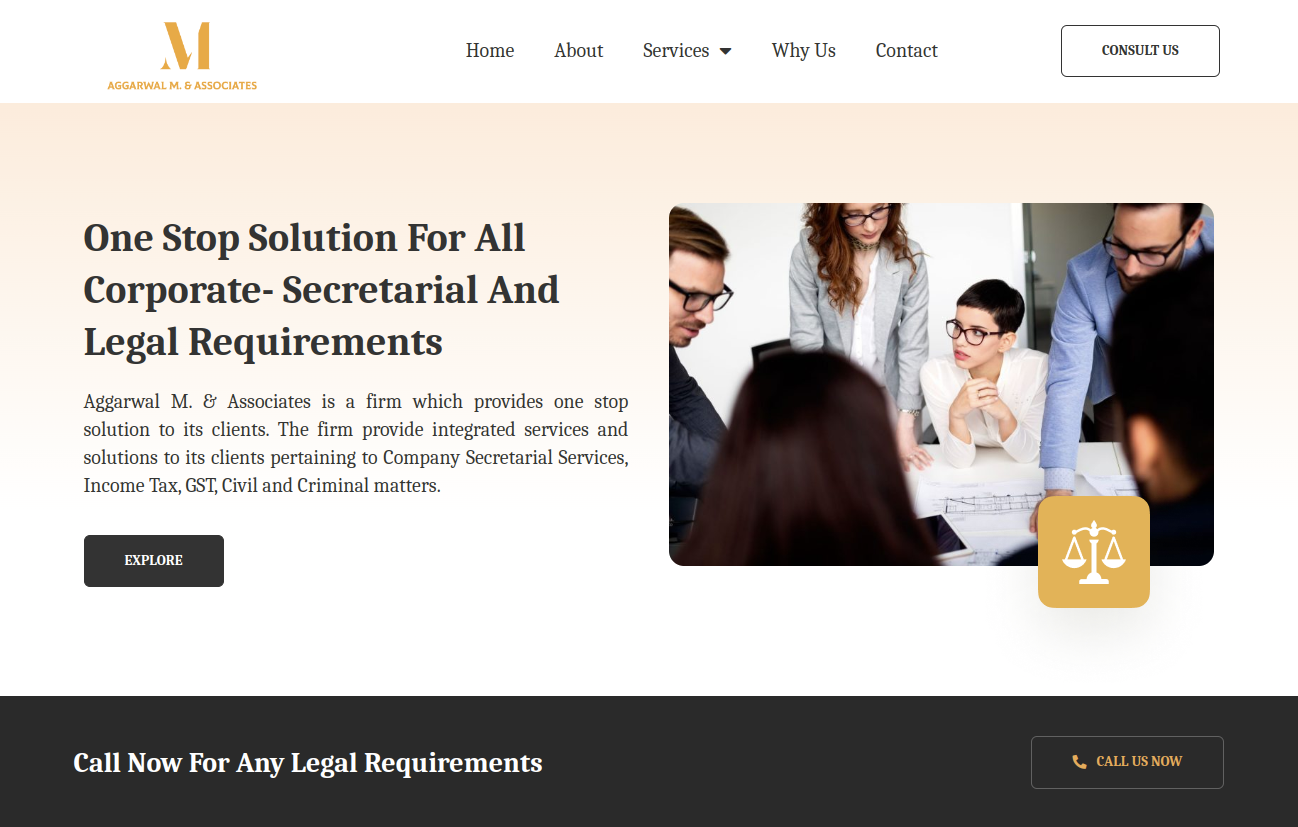 M
AGGARWAL M. & ASSOCIATES
Home About Services Why Us Contact
CONSULT US
One Stop Solution For All
Corporate- Secretarial And
Legal Requirements
Aggarwal M. & Associates is a firm which provides one stop
solution to its clients. The firm provide integrated services and
solutions to its clients pertaining to Company Secretarial Services,
Income Tax, GST, Civil and Criminal matters.
EXPLORE
Call Now For Any Legal Requirements
CALL US NOW